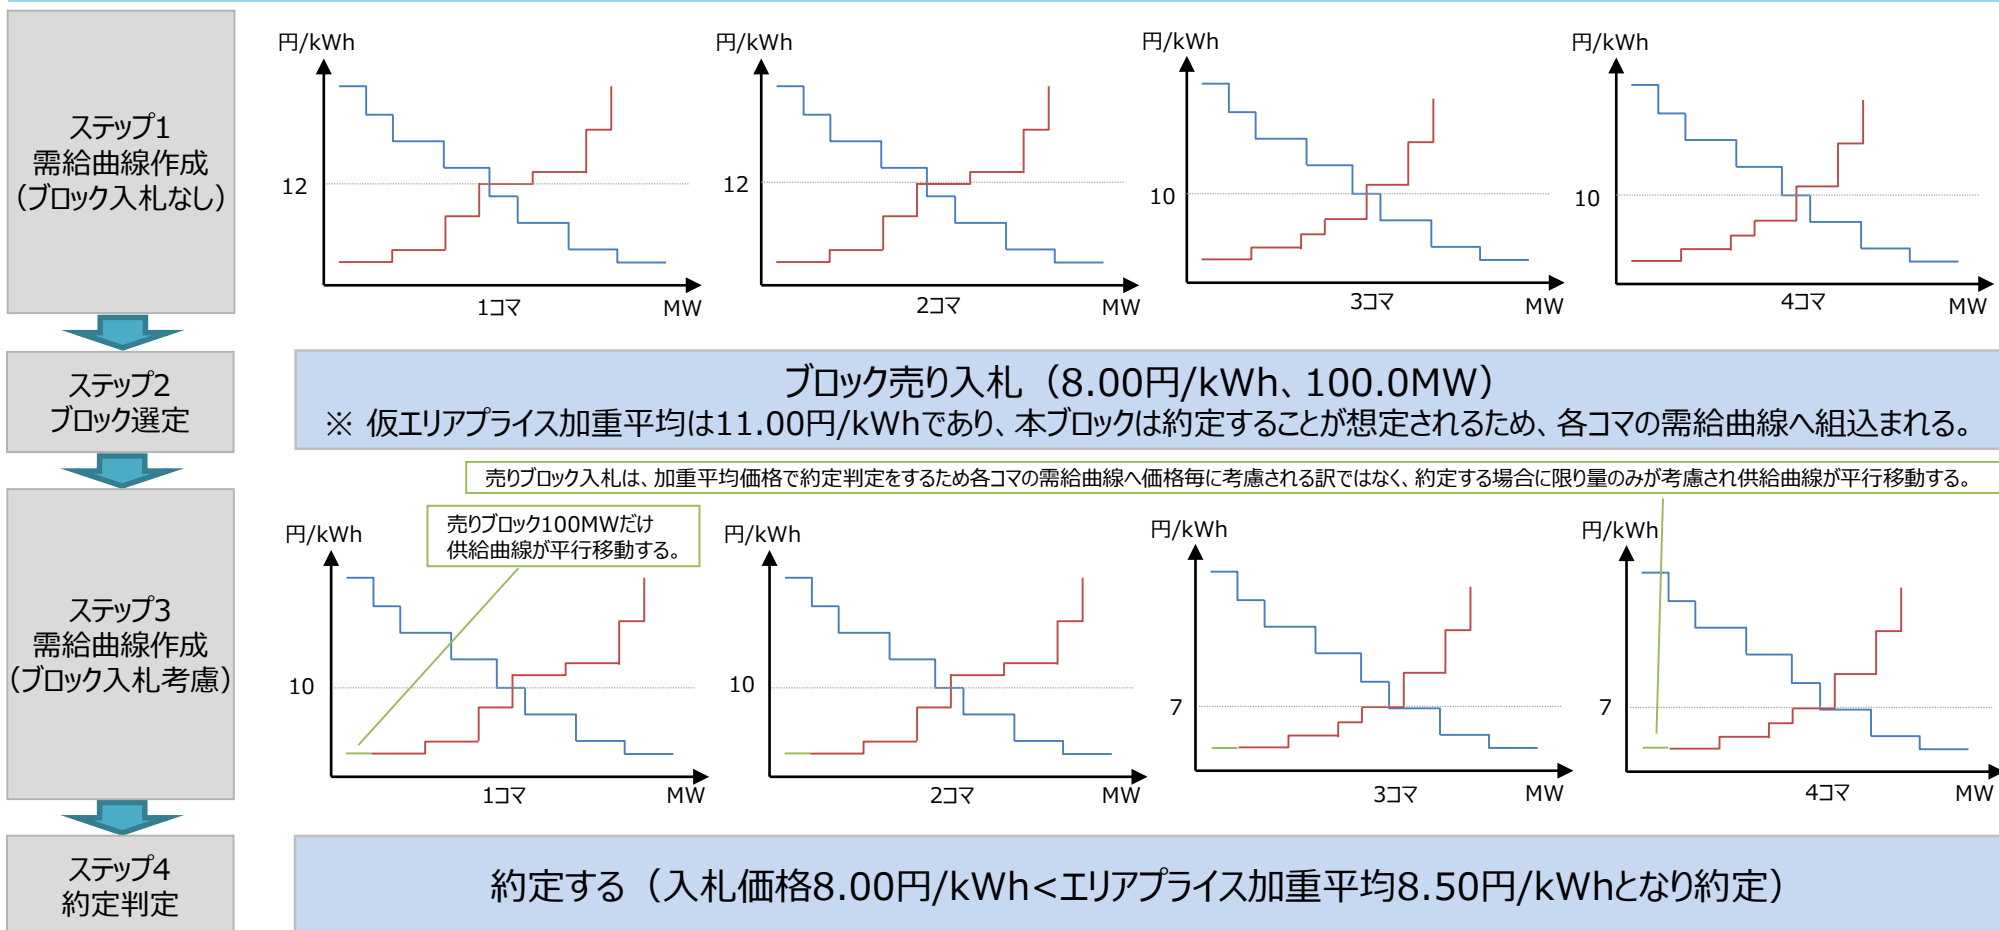 ステップ1
需給曲線作成
（ブロック入札なし）
円/kWh
12
1コマ
MW
円/kWh
12
2コマ
MW
円/kWh
10
3コマ
MW
円/kWh
10
4コマ
MW
ステップ2
ブロック選定
ブロック売り入札（8.00円/kWh、100.0MW）
※ 仮エリアプライス加重平均は11.00円/kWhであり、本ブロックは約定することが想定されるため、各コマの需給曲線へ組込まれる。
売りブロック入札は、加重平均価格で約定判定をするため各コマの需給曲線へ価格毎に考慮される訳ではなく、約定する場合に限り量のみが考慮され供給曲線が平行移動する。
ステップ3
需給曲線作成
（ブロック入札考慮）
売りブロック100MWだけ
供給曲線が平行移動する。
円/kWh
10
1コマ
MW
円/kWh
10
2コマ
MW
円/kWh
7
3コマ
MW
円/kWh
7
4コマ
MW
ステップ4
約定判定
約定する（入札価格8.00円/kWh<エリアプライス加重平均8.50円/kWhとなり約定）